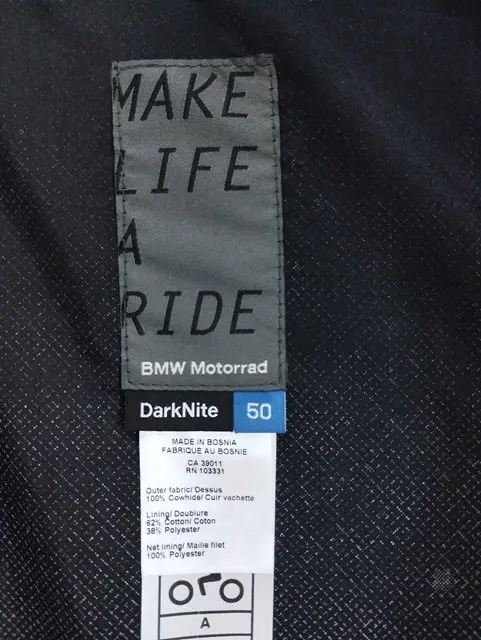 MAKE
LIFE
A
RIDE
BMW Motorrad
DarkNite 50
MADE IN BOSNIA
FABRIQUÉ AU BOSNIE
CA 39011
RN 103331
Outer fabric/ Dessus
100% Cowhide/ Cuir vachette
Lining/ Doublure
62% Cotton/ Coton
38% Polyester
Net lining/ Maille filet
100% Polyester
A